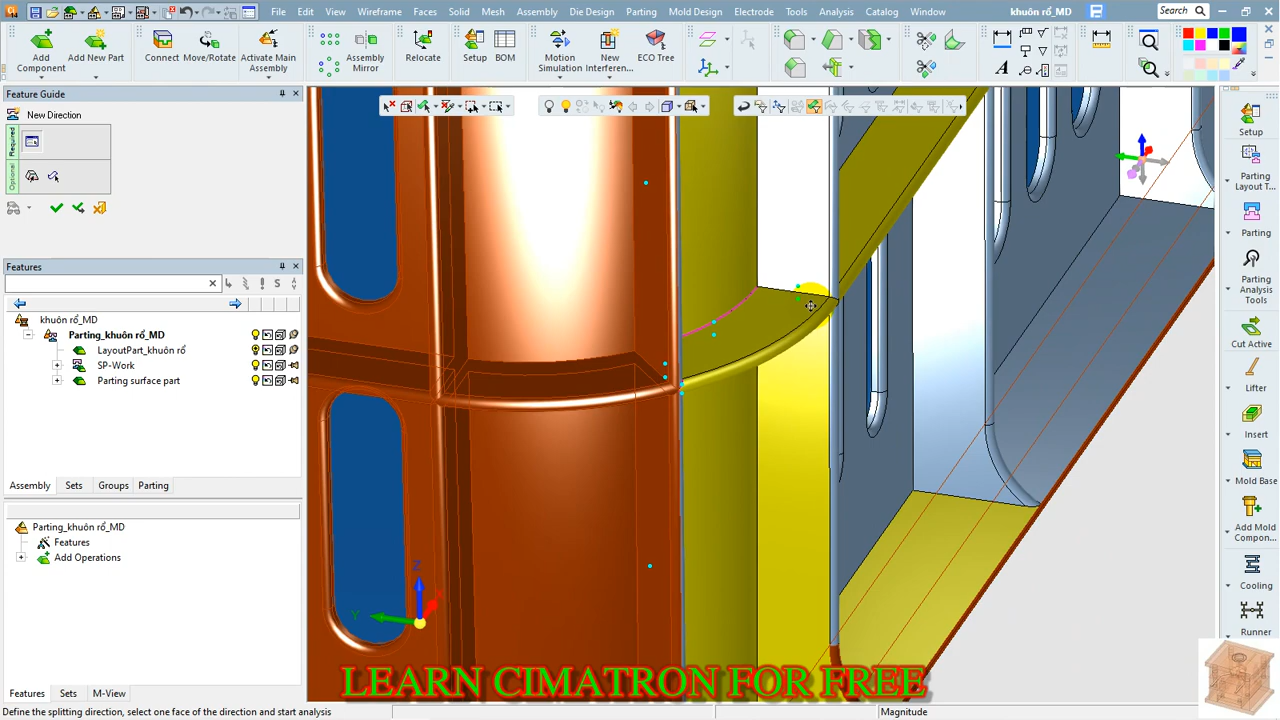 File Edit View Wireframe Faces Solid Mesh Assembly Die Design Parting Mold Design Electrode Tools Analysis Catalog Window khuôn rổ_MD Search
Add Component Add New Part Connect Move/Rotate Activate Main Assembly Assembly Mirror Relocate Setup BOM Motion Simulation New Interferenc... ECO Tree
Feature Guide
New Direction
Required
Optional
Features
khuôn rổ_MD
Parting_khuôn rổ_MD
LayoutPart_khuôn rổ
SP-Work
Parting surface part
Assembly Sets Groups Parting
Parting_khuôn rổ_MD
Features
Add Operations
Features Sets M-View
Z
Y
X
Setup
Parting Layout T...
Parting
Parting Analysis Tools
Cut Active
Lifter
Insert
Mold Base
Add Mold Compon...
Cooling
Runner
LEARN CIMATRON FOR FREE
Define the splitting direction, select one face of the direction and start analysis Magnitude